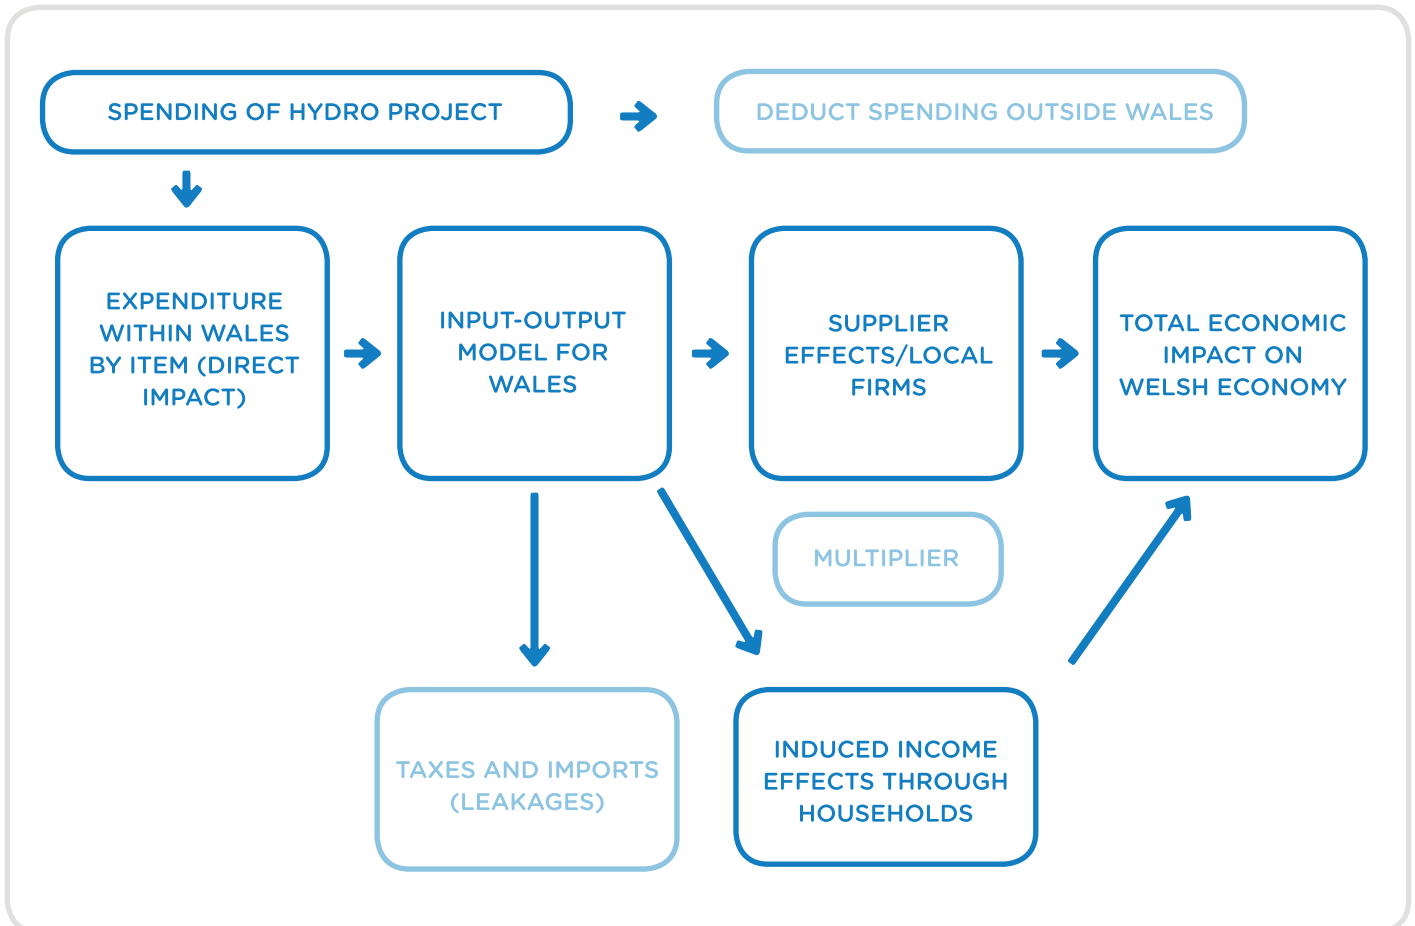 SPENDING OF HYDRO PROJECT
DEDUCT SPENDING OUTSIDE WALES
EXPENDITURE
WITHIN WALES
BY ITEM (DIRECT
IMPACT)
INPUT-OUTPUT
MODEL FOR
WALES
SUPPLIER
EFFECTS/LOCAL
FIRMS
TOTAL ECONOMIC
IMPACT ON
WELSH ECONOMY
MULTIPLIER
TAXES AND IMPORTS
(LEAKAGES)
INDUCED INCOME
EFFECTS THROUGH
HOUSEHOLDS